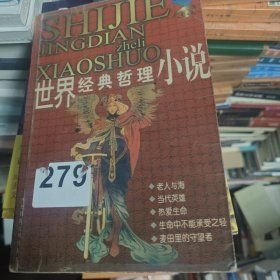 SHIJIE
JINGDIAN
zheli
XIAOSHUO
世界经典哲理小说
279
老人与海
当代英雄
热爱生命
生命中不能承受之轻
麦田里的守望者